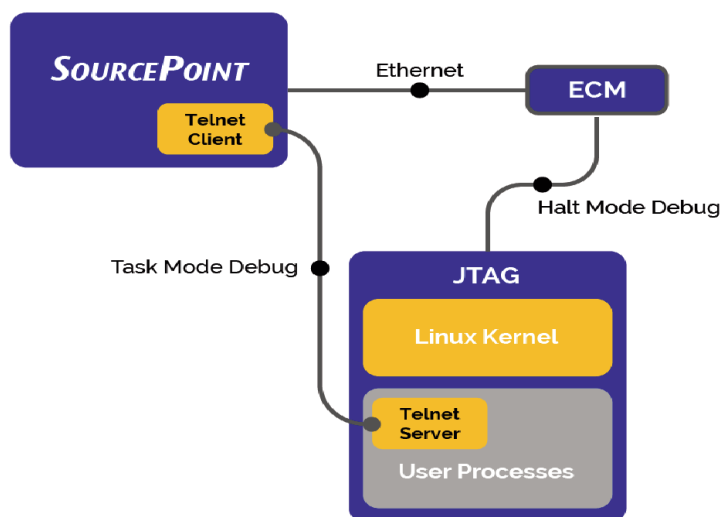 SOURCEPOINT
Telnet
Client
Ethernet
ECM
Halt Mode Debug
Task Mode Debug
JTAG
Linux Kernel
Telnet
Server
User Processes